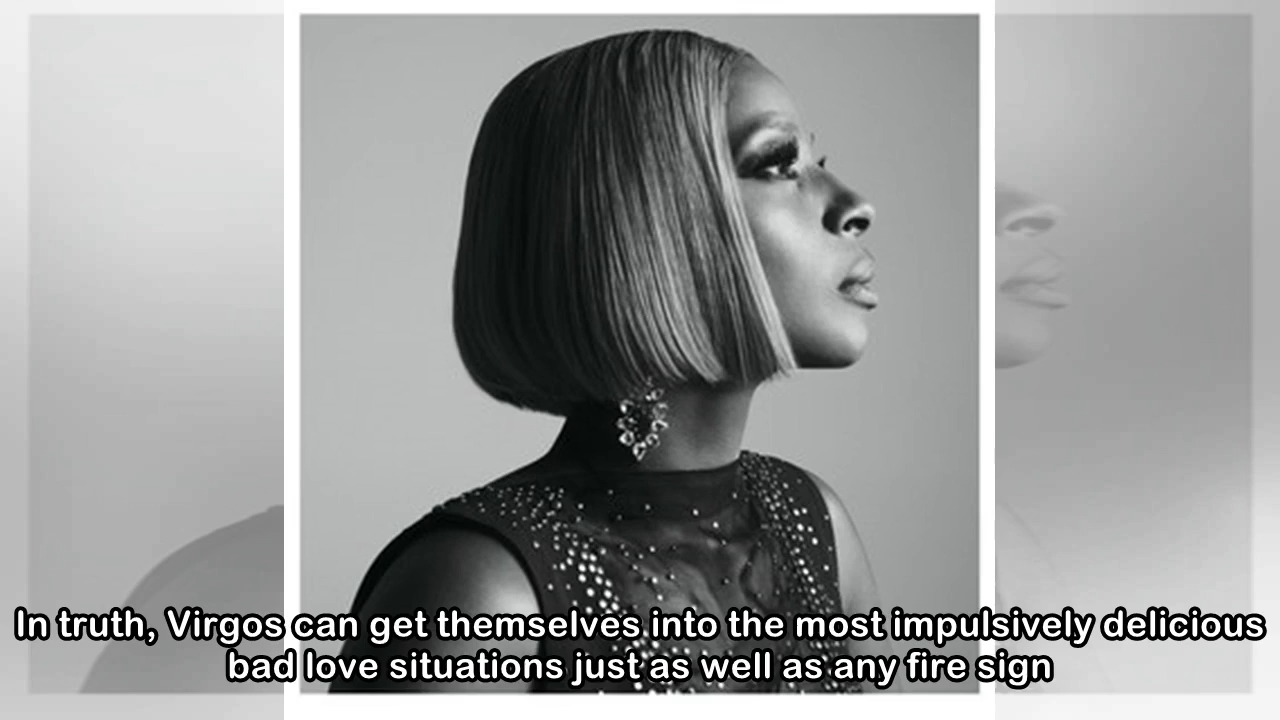 In truth, Virgos can get themselves into the most impulsively delicious
bad love situations just as well as any fire sign